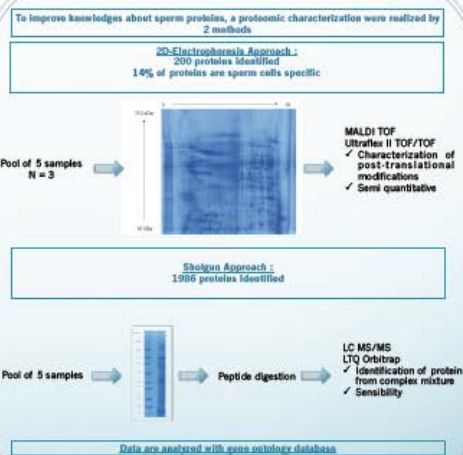 To improve knowledges about sperm proteins, a proteomic characterization were realized by
2 methods
2D-Electrophoresis Approach :
200 proteins identified
14% of proteins are sperm cells specific
Pool of 5 samples
N = 3
MALDI TOF
Ultraflex II TOF/TOF
✓ Characterization of
post-translational
modifications
✓ Semi quantitative
Shotgun Approach :
1986 proteins identified
Pool of 5 samples
Peptide digestion
LC MS/MS
LTQ Orbitrap
✓ Identification of protein
from complex mixture
✓ Sensibility
Data are analyzed with gene ontology database